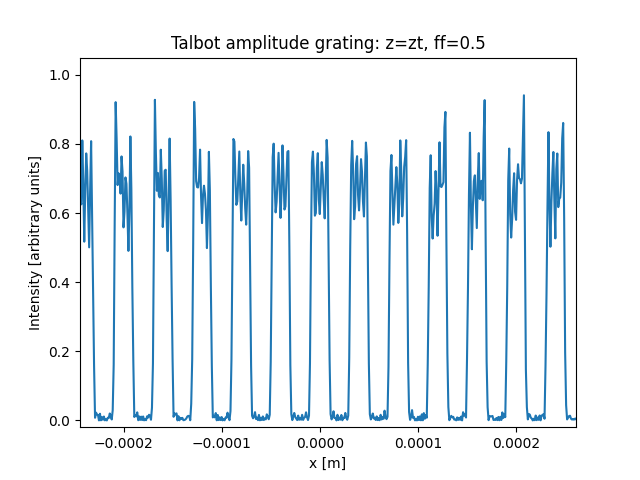 Talbot amplitude grating: z=zt, ff=0.5
Intensity [arbitrary units]
1.0
0.8
0.6
0.4
0.2
0.0
−0.0002 −0.0001 0.0000 0.0001 0.0002
x [m]